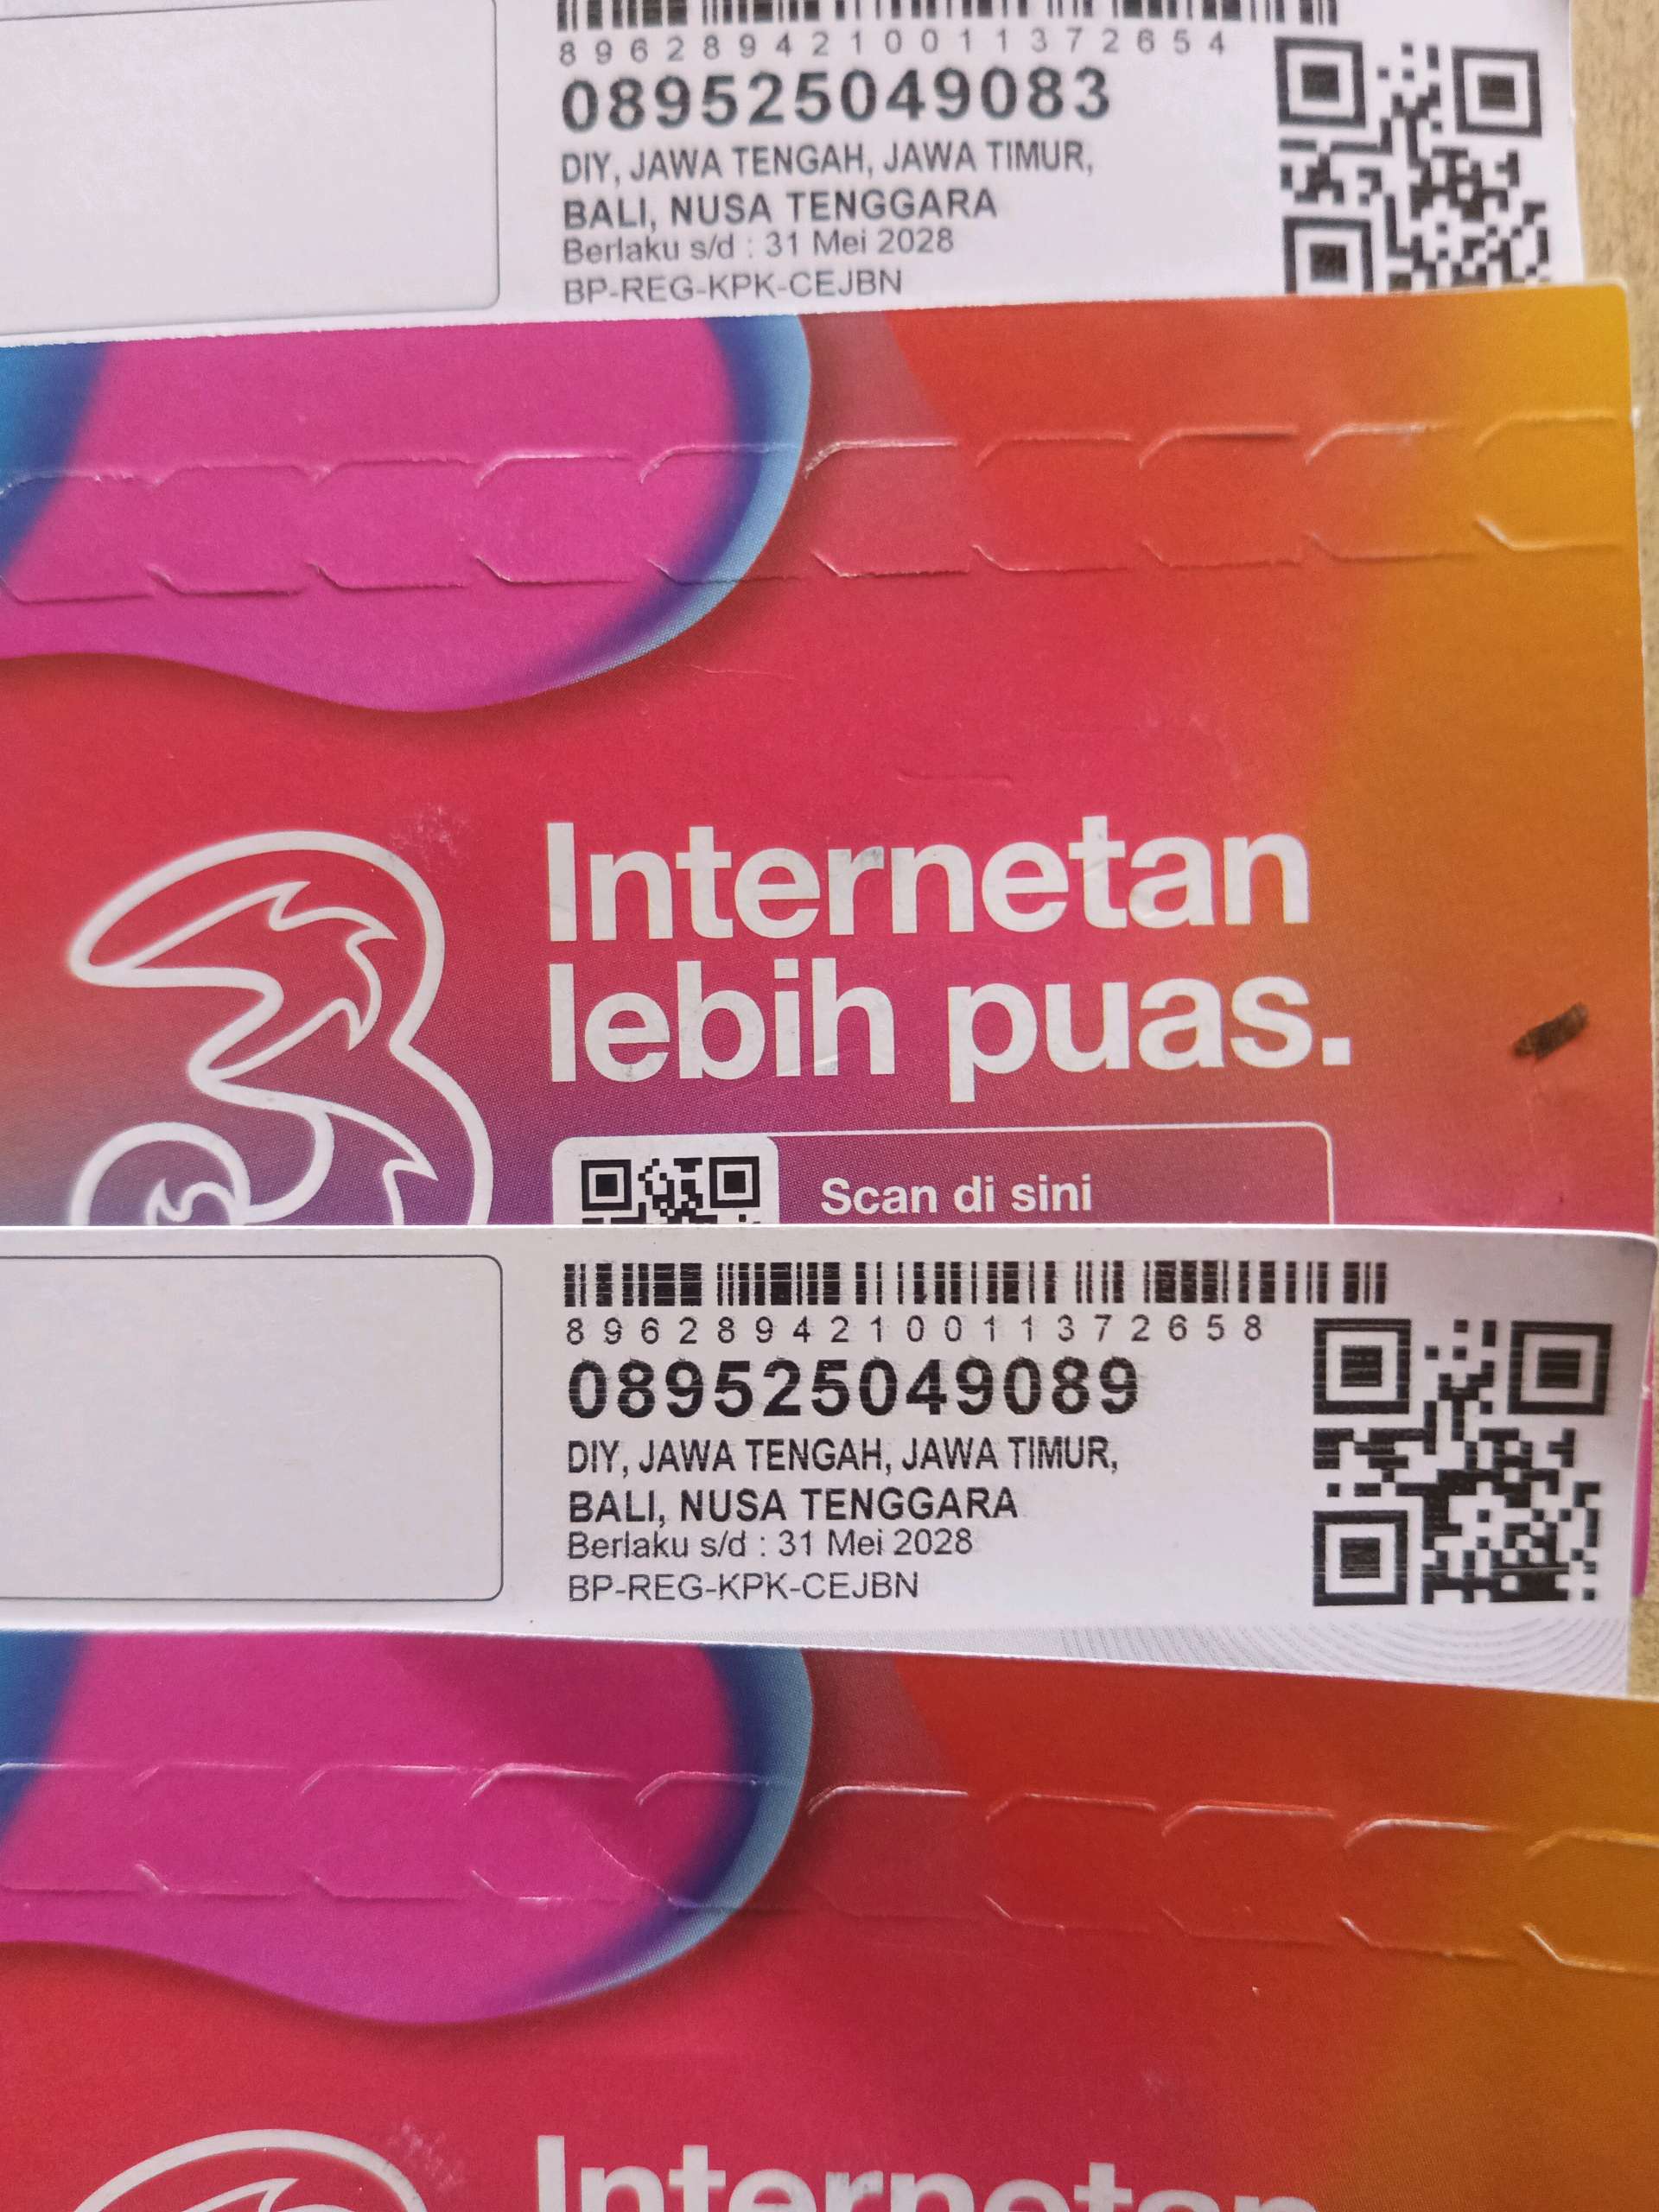 8962894210011372654
089525049083
DIY, JAWA TENGAH, JAWA TIMUR,
BALI, NUSA TENGGARA
Berlaku s/d : 31 Mei 2028
BP-REG-KPK-CEJBN
Internetan
lebih puas.
Scan di sini
8962894210011372658
089525049089
DIY, JAWA TENGAH, JAWA TIMUR,
BALI, NUSA TENGGARA
Berlaku s/d : 31 Mei 2028
BP-REG-KPK-CEJBN
Internetan